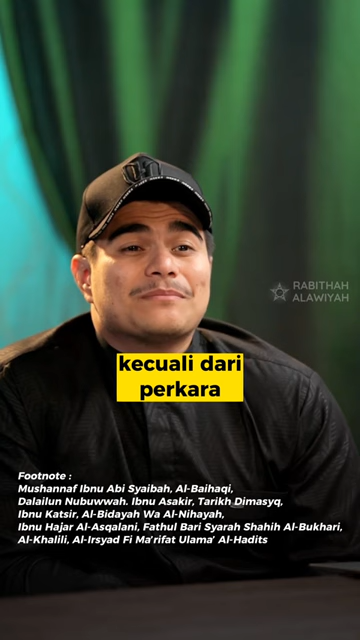 RABITHAH
ALAWIYAH
kecuali dari
perkara
Footnote :
Mushannaf Ibnu Abi Syaibah, Al-Baihaqi,
Dalailun Nubuwwah. Ibnu Asakir, Tarikh Dimasyq,
Ibnu Katsir, Al-Bidayah Wa Al-Nihayah,
Ibnu Hajar Al-Asqalani, Fathul Bari Syarah Shahih Al-Bukhari,
Al-Khalili, Al-Irsyad Fi Ma'rifat Ulama' Al-Hadits